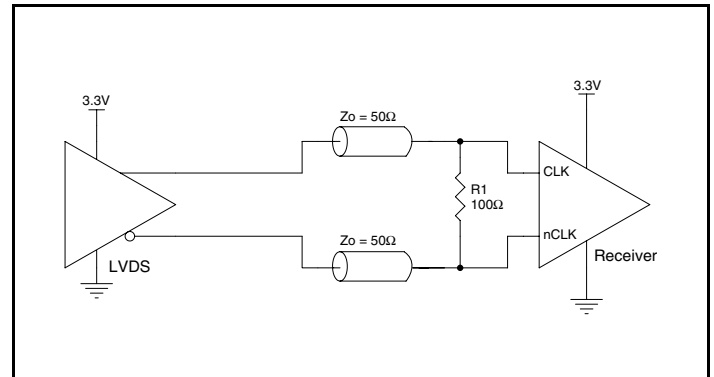 3.3V
3.3V
Zo = 50Ω
CLK
R1
100Ω
Zo = 50Ω
nCLK
Receiver
LVDS